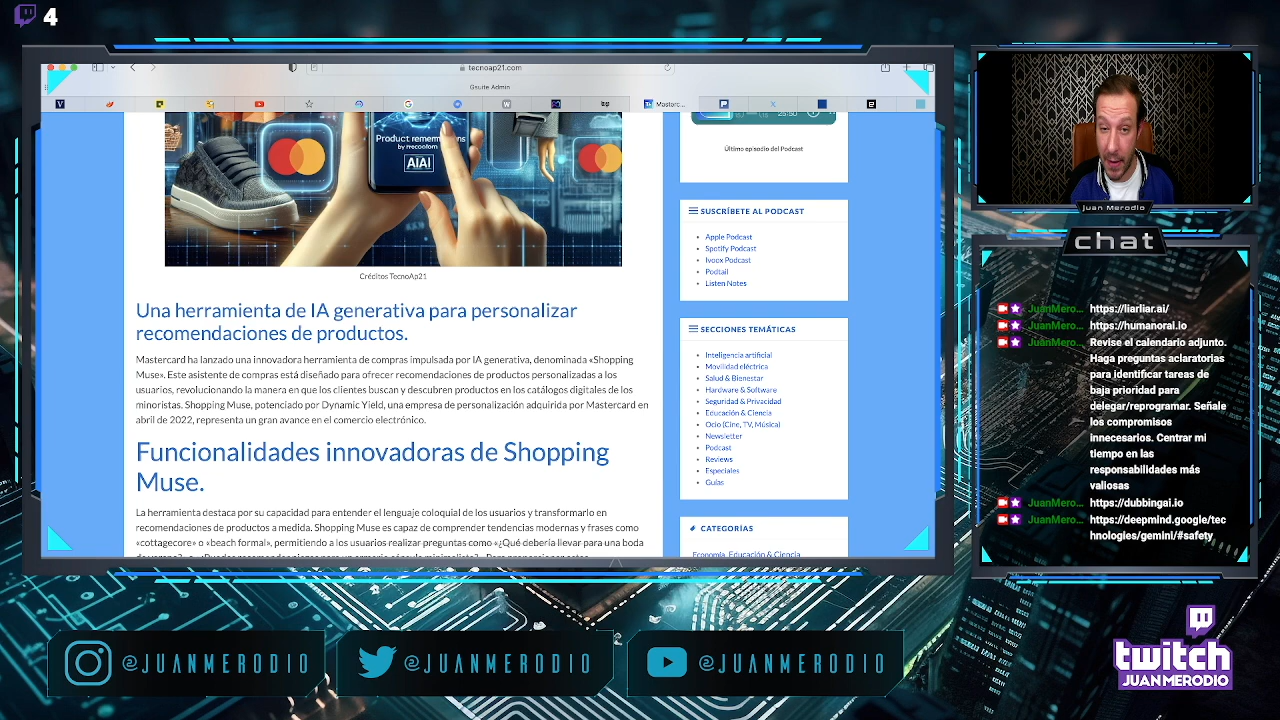 4
tecnoap21.com
Gsuite Admin
Masterc...
Product remem
AIAI
Créditos TecnoAp21
Una herramienta de IA generativa para personalizar
recomendaciones de productos.
Mastercard ha lanzado una innovadora herramienta de compras impulsada por IA generativa, denominada «Shopping
Muse». Este asistente de compras está diseñado para ofrecer recomendaciones de productos personalizadas a los
usuarios, revolucionando la manera en que los clientes buscan y descubren productos en los catálogos digitales de los
minoristas. Shopping Muse, potenciado por Dynamic Yield, una empresa de personalización adquirida por Mastercard en
abril de 2022, representa un gran avance en el comercio electrónico.
Funcionalidades innovadoras de Shopping
Muse.
La herramienta destaca por su capacidad para entender el lenguaje coloquial de los usuarios y transformarlo en
recomendaciones de productos a medida. Shopping Muse es capaz de comprender tendencias modernas y frases como
«cottagecore» o «beach formal», permitiendo a los usuarios realizar preguntas como «¿Qué debería llevar para una boda
25:50
Último episodio del Podcast
SUSCRÍBETE AL PODCAST
Apple Podcast
Spotify Podcast
Ivoox Podcast
Podtail
Listen Notes
SECCIONES TEMÁTICAS
Inteligencia artificial
Movilidad eléctrica
Salud & Bienestar
Hardware & Software
Seguridad & Privacidad
Educación & Ciencia
Ocio (Cine, TV, Música)
Newsletter
Podcast
Reviews
Especiales
Guías
CATEGORÍAS
Economía, Educación & Ciencia
Juan Merodio
chat
JuanMero... https://liarliar.ai/
JuanMero... https://humanoral.io
JuanMero... Revise el calendario adjunto.
Haga preguntas aclaratorias
para identificar tareas de
baja prioridad para
delegar/reprogramar. Señale
los compromisos
innecesarios. Centrar mi
tiempo en las
responsabilidades más
valiosas
JuanMero... https://dubbingai.io
JuanMero... https://deepmind.google/tec
hnologies/gemini/#safety
@JUANMERODIO
@JUANMERODIO
@JUANMERODIO
twitch
JUANMERODIO